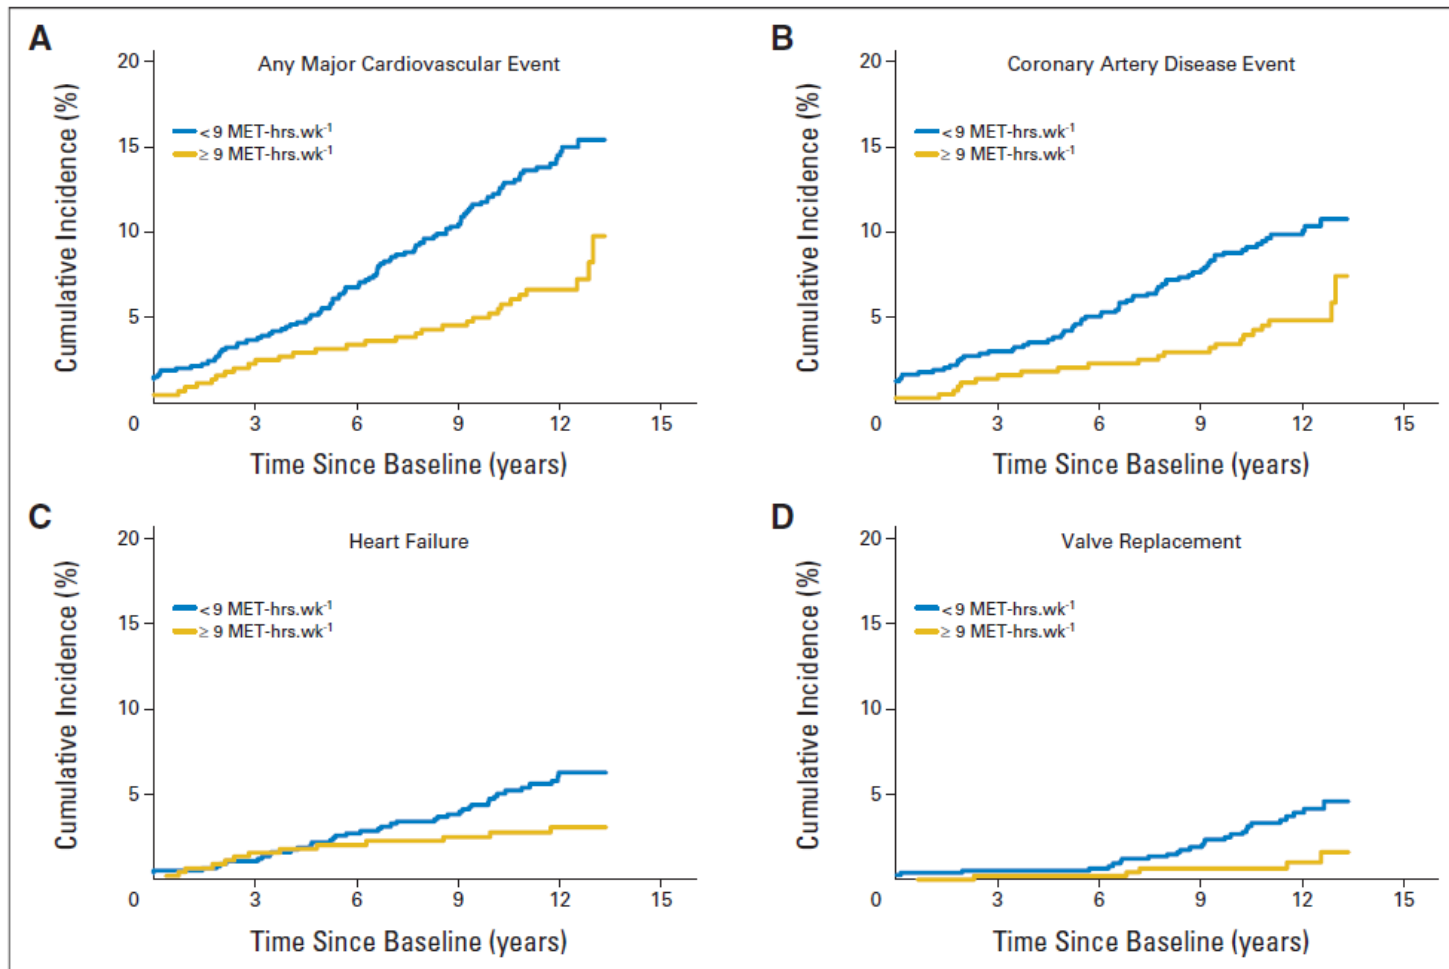 A
Any Major Cardiovascular Event
Cumulative Incidence (%)
20
15
10
5
0
< 9 MET-hrs.wk⁻¹
≥ 9 MET-hrs.wk⁻¹
3 6 9 12 15
Time Since Baseline (years)
B
Coronary Artery Disease Event
Cumulative Incidence (%)
20
15
10
5
0
< 9 MET-hrs.wk⁻¹
≥ 9 MET-hrs.wk⁻¹
3 6 9 12 15
Time Since Baseline (years)
C
Heart Failure
Cumulative Incidence (%)
20
15
10
5
0
< 9 MET-hrs.wk⁻¹
≥ 9 MET-hrs.wk⁻¹
3 6 9 12 15
Time Since Baseline (years)
D
Valve Replacement
Cumulative Incidence (%)
20
15
10
5
0
< 9 MET-hrs.wk⁻¹
≥ 9 MET-hrs.wk⁻¹
3 6 9 12 15
Time Since Baseline (years)